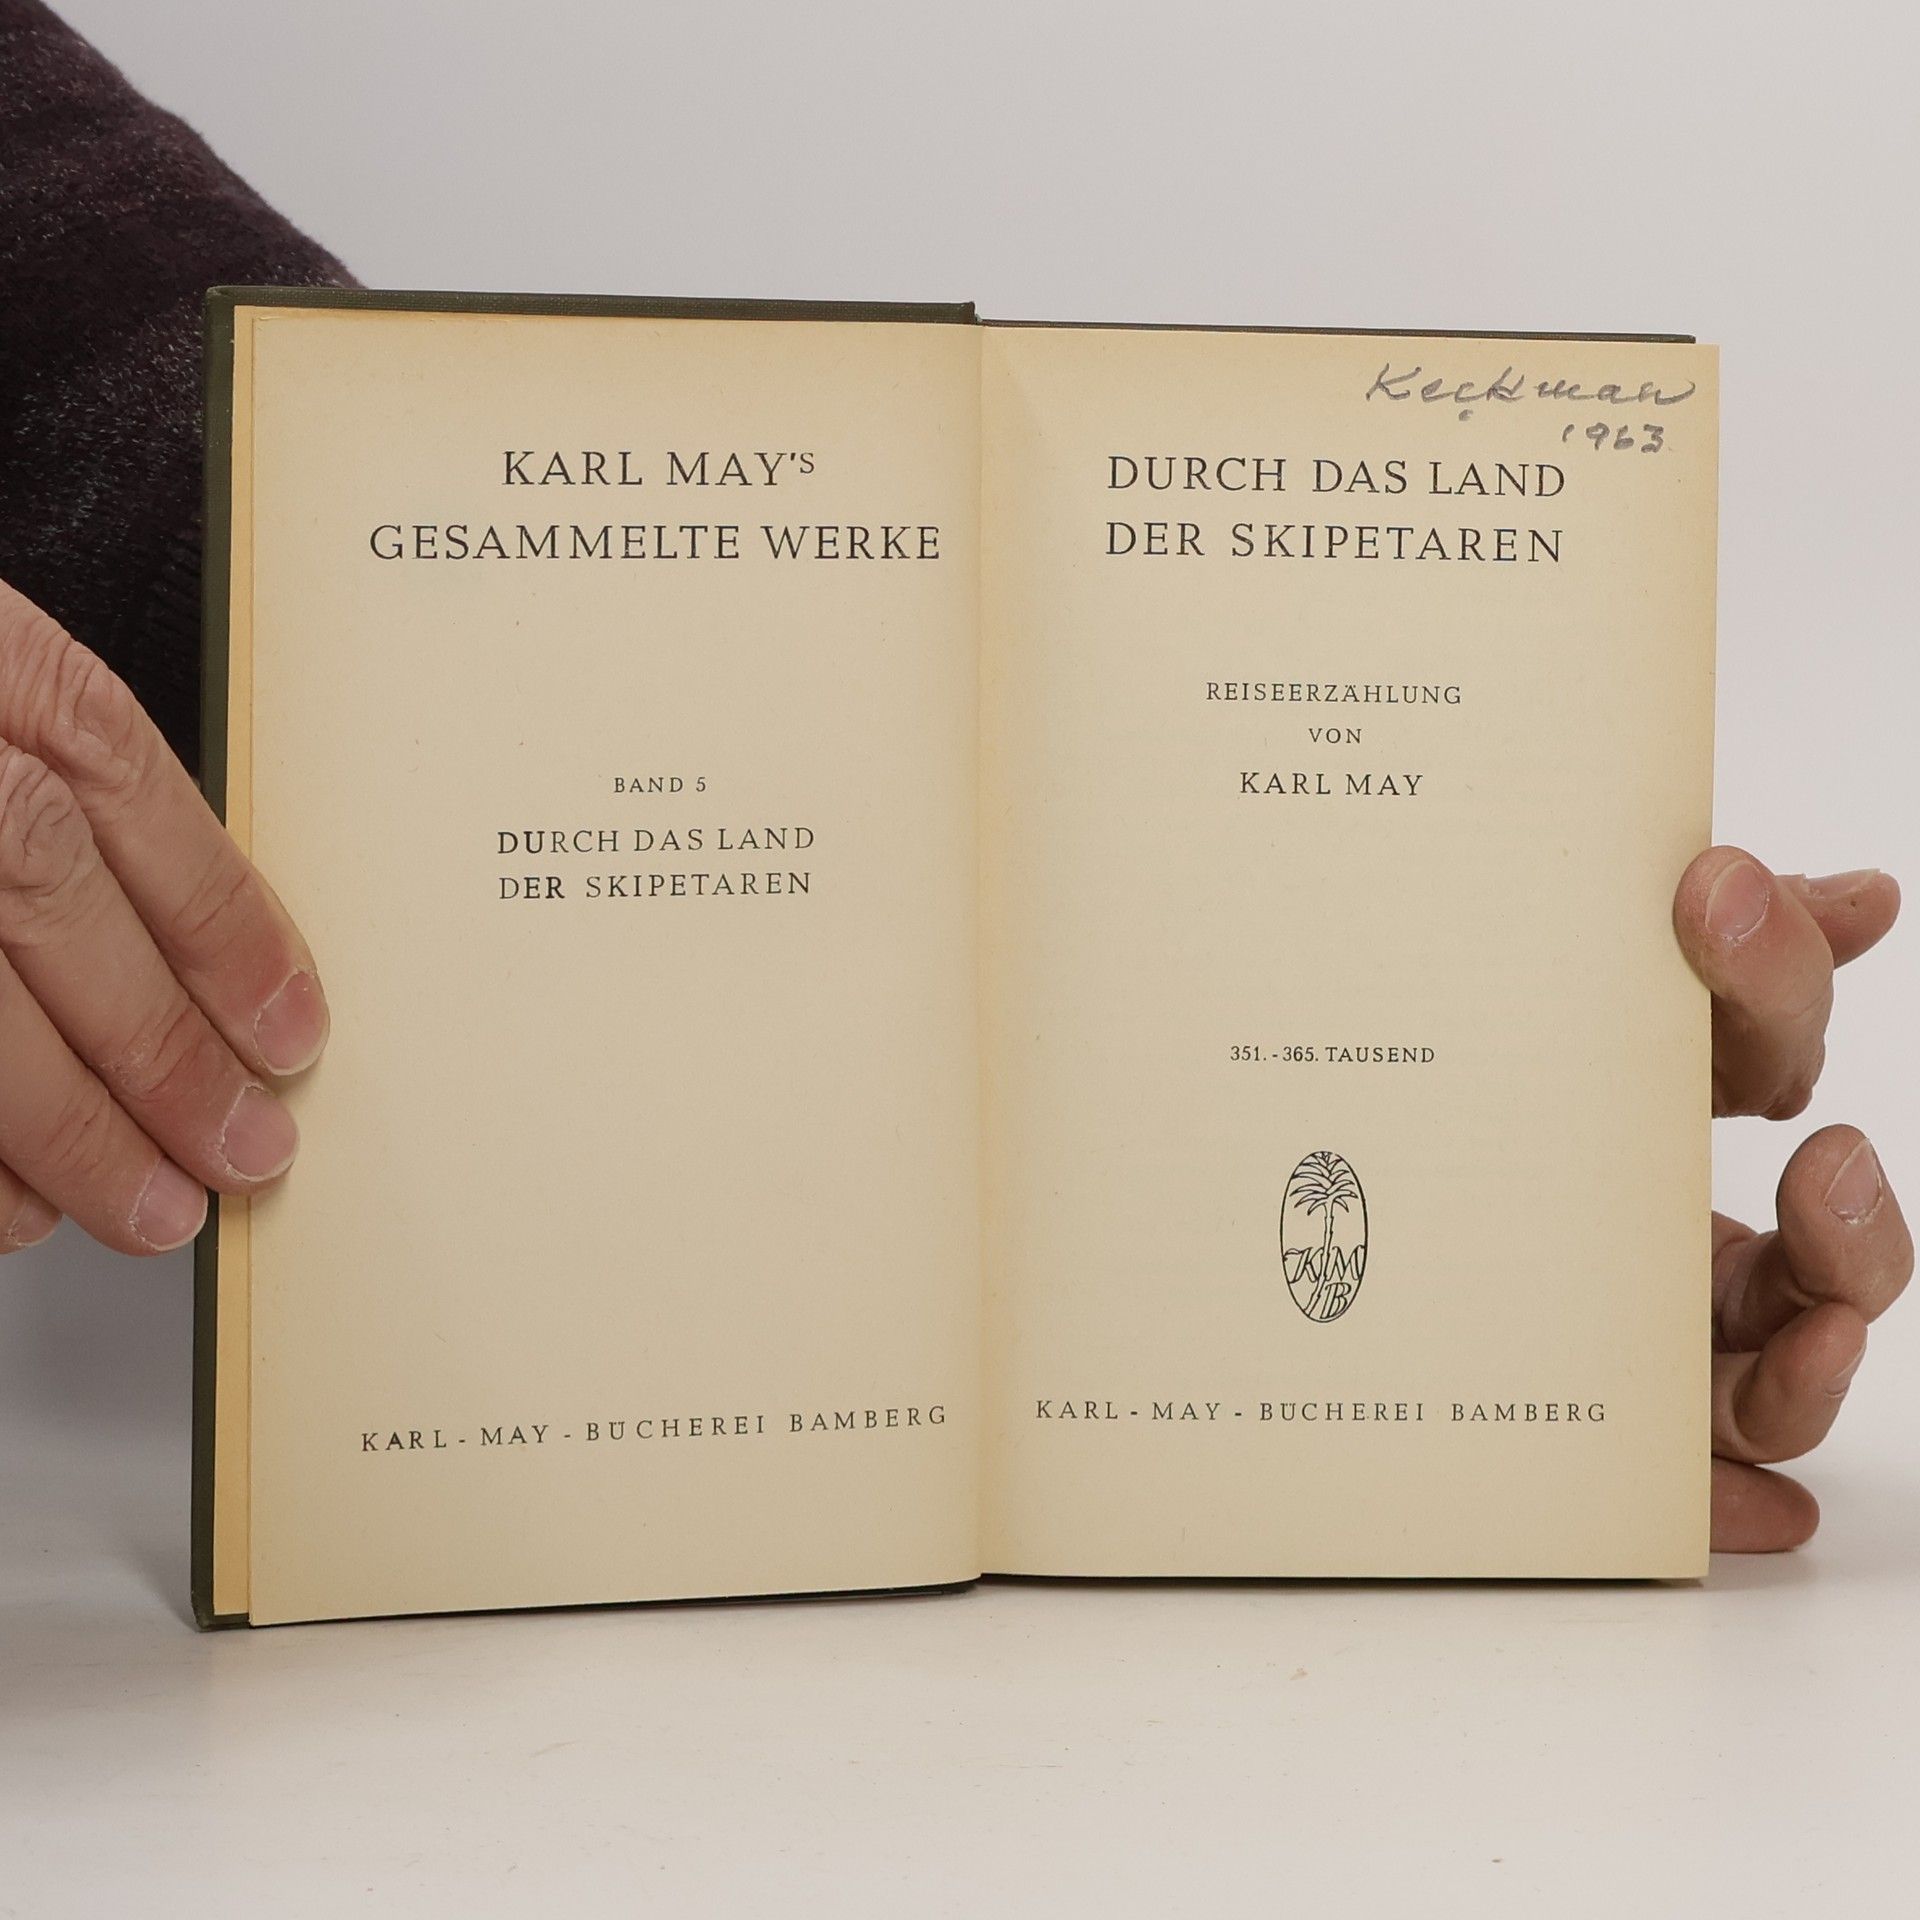 KARL MAY's
GESAMMELTE WERKE
BAND 5
DURCH DAS LAND
DER SKIPETAREN
KARL-MAY-BÜCHEREI BAMBERG
1963
DURCH DAS LAND
DER SKIPETAREN
REISEERZÄHLUNG
VON
KARL MAY
351.-365. TAUSEND
KM
B
KARL-MAY-BÜCHEREI BAMBERG